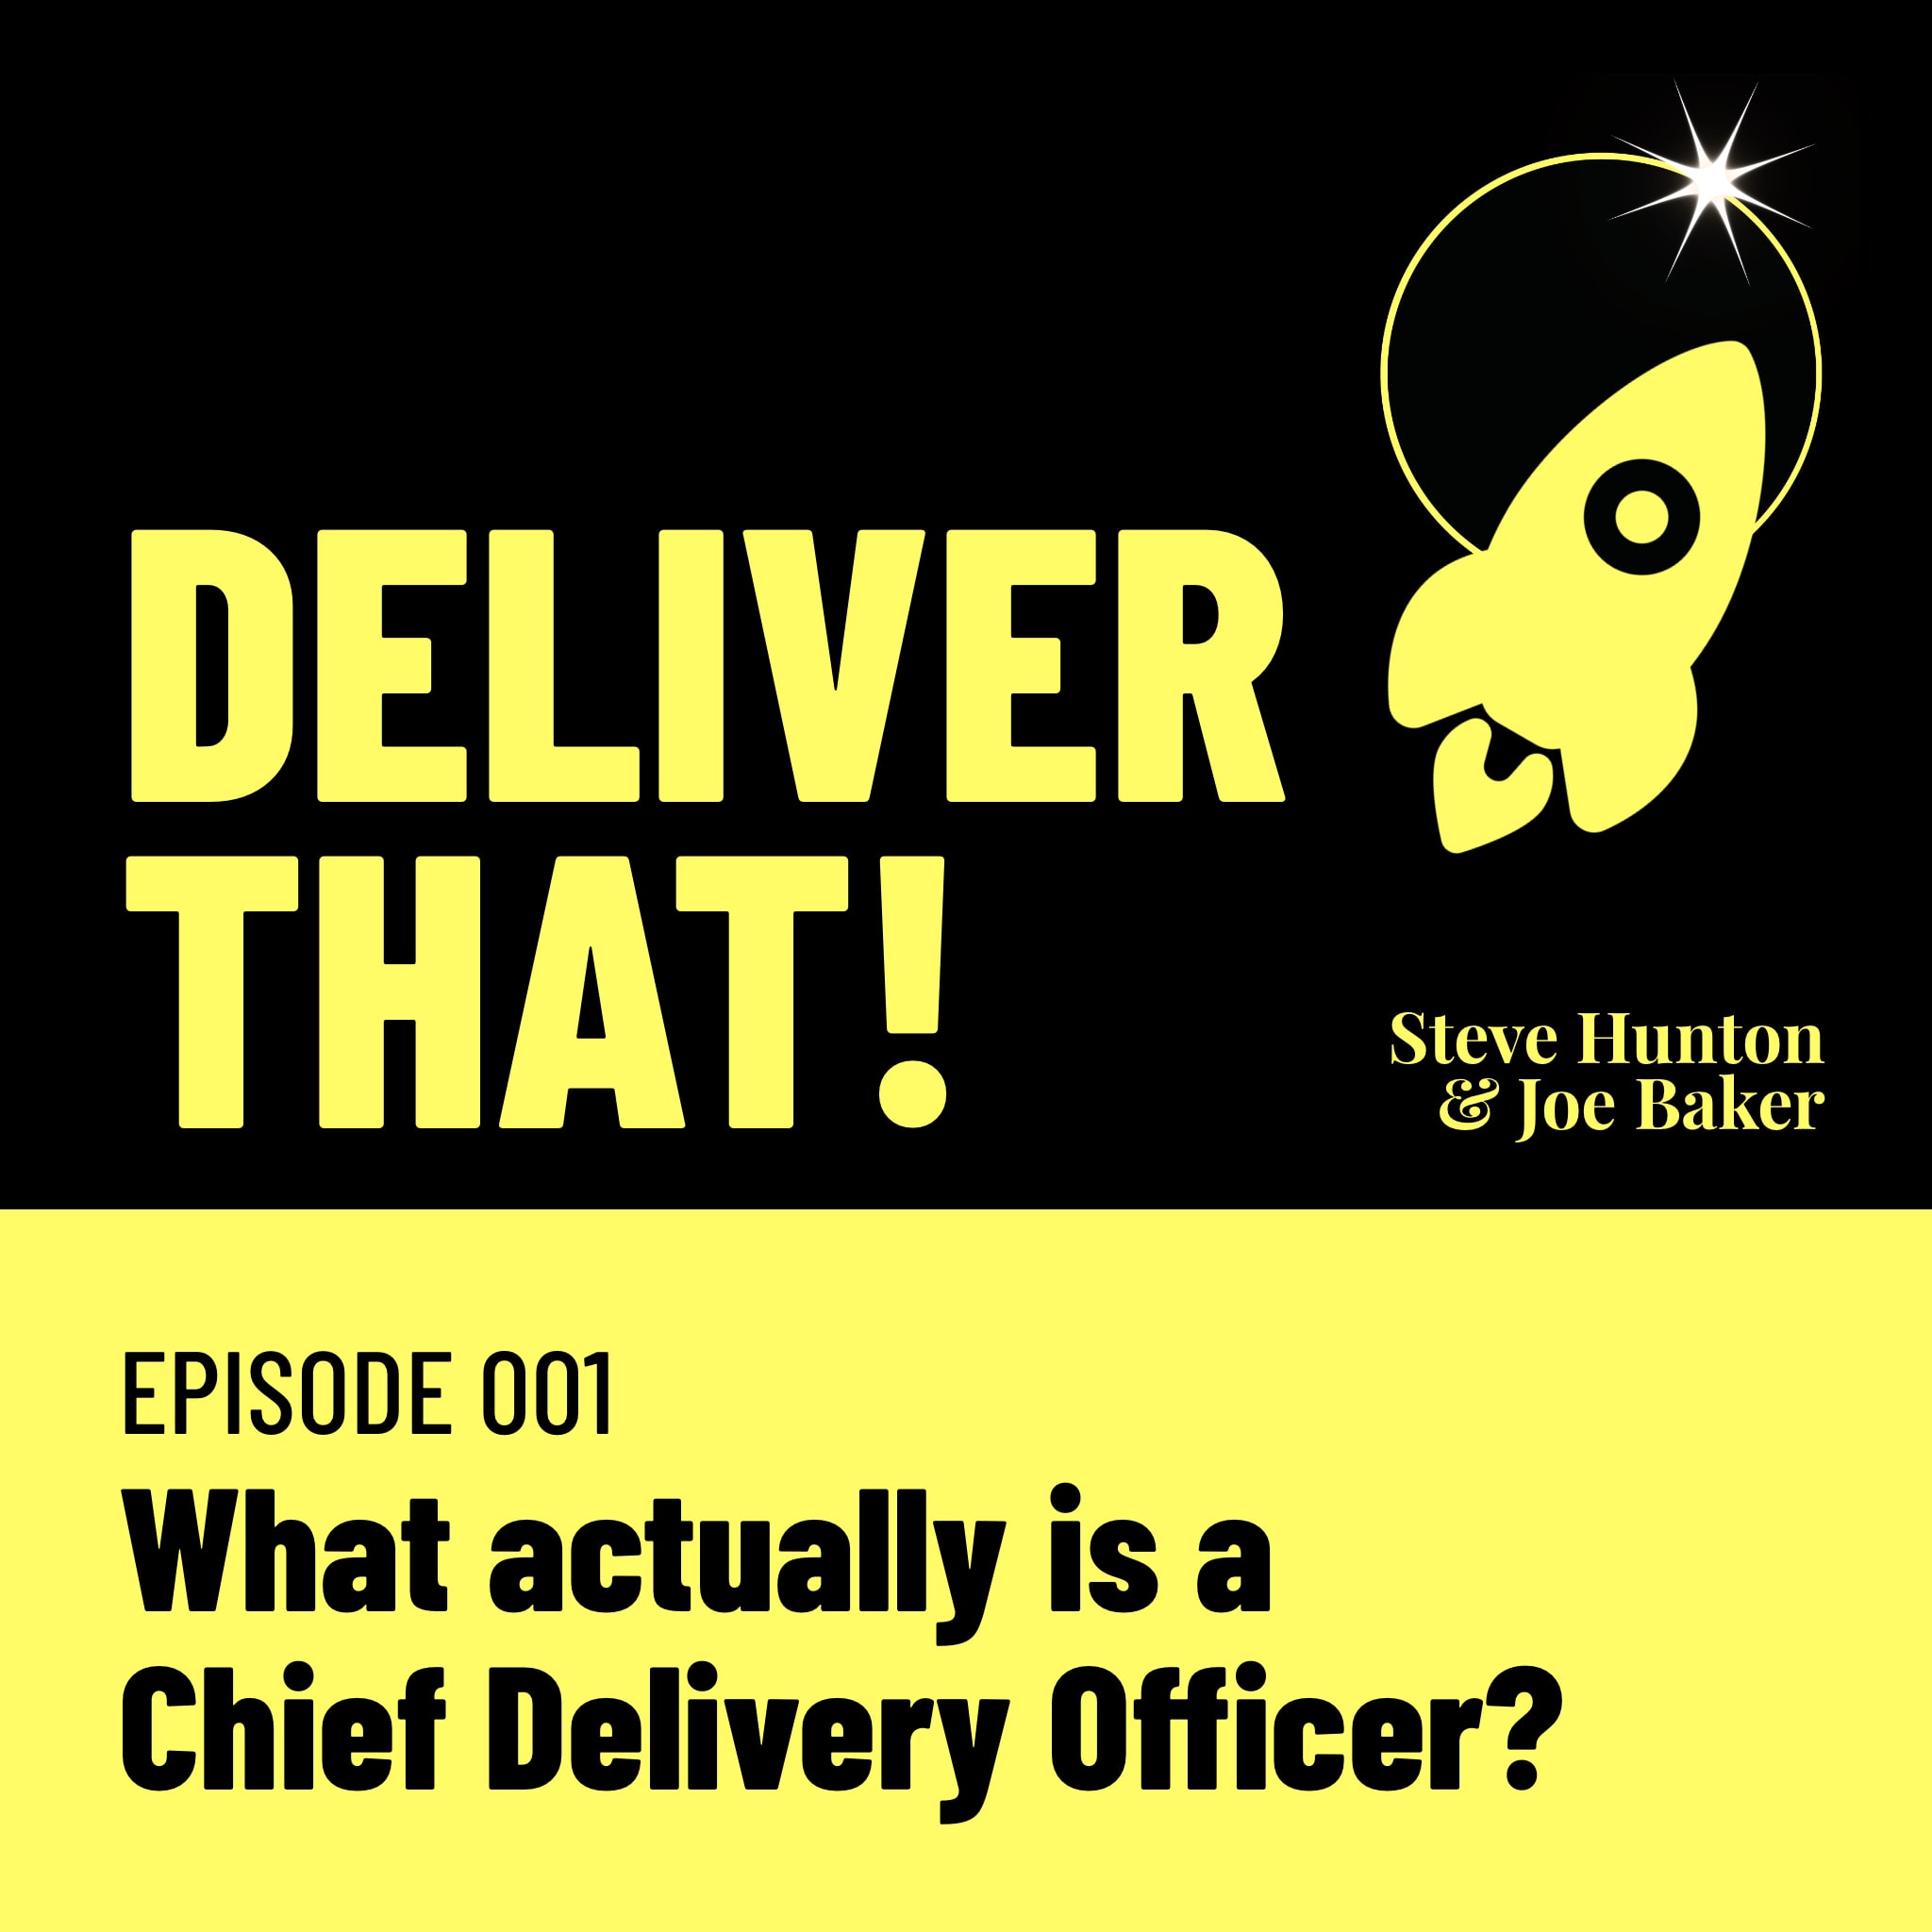 DELIVER
THAT!
Steve Hunton
& Joe Baker
EPISODE 001
What actually is a
Chief Delivery Officer?